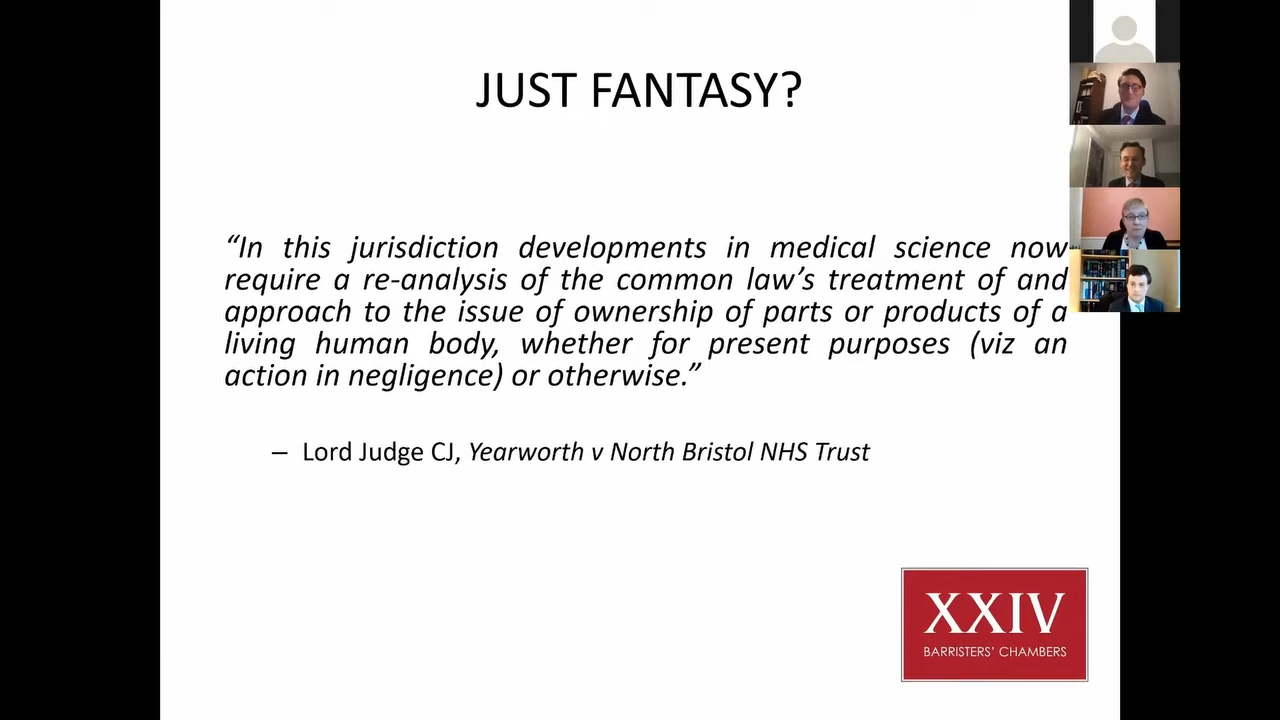 JUST FANTASY?
“In this jurisdiction developments in medical science now
require a re-analysis of the common law’s treatment of and
approach to the issue of ownership of parts or products of a
living human body, whether for present purposes (viz an
action in negligence) or otherwise.”
– Lord Judge CJ, Yearworth v North Bristol NHS Trust
XXIV
BARRISTERS’ CHAMBERS